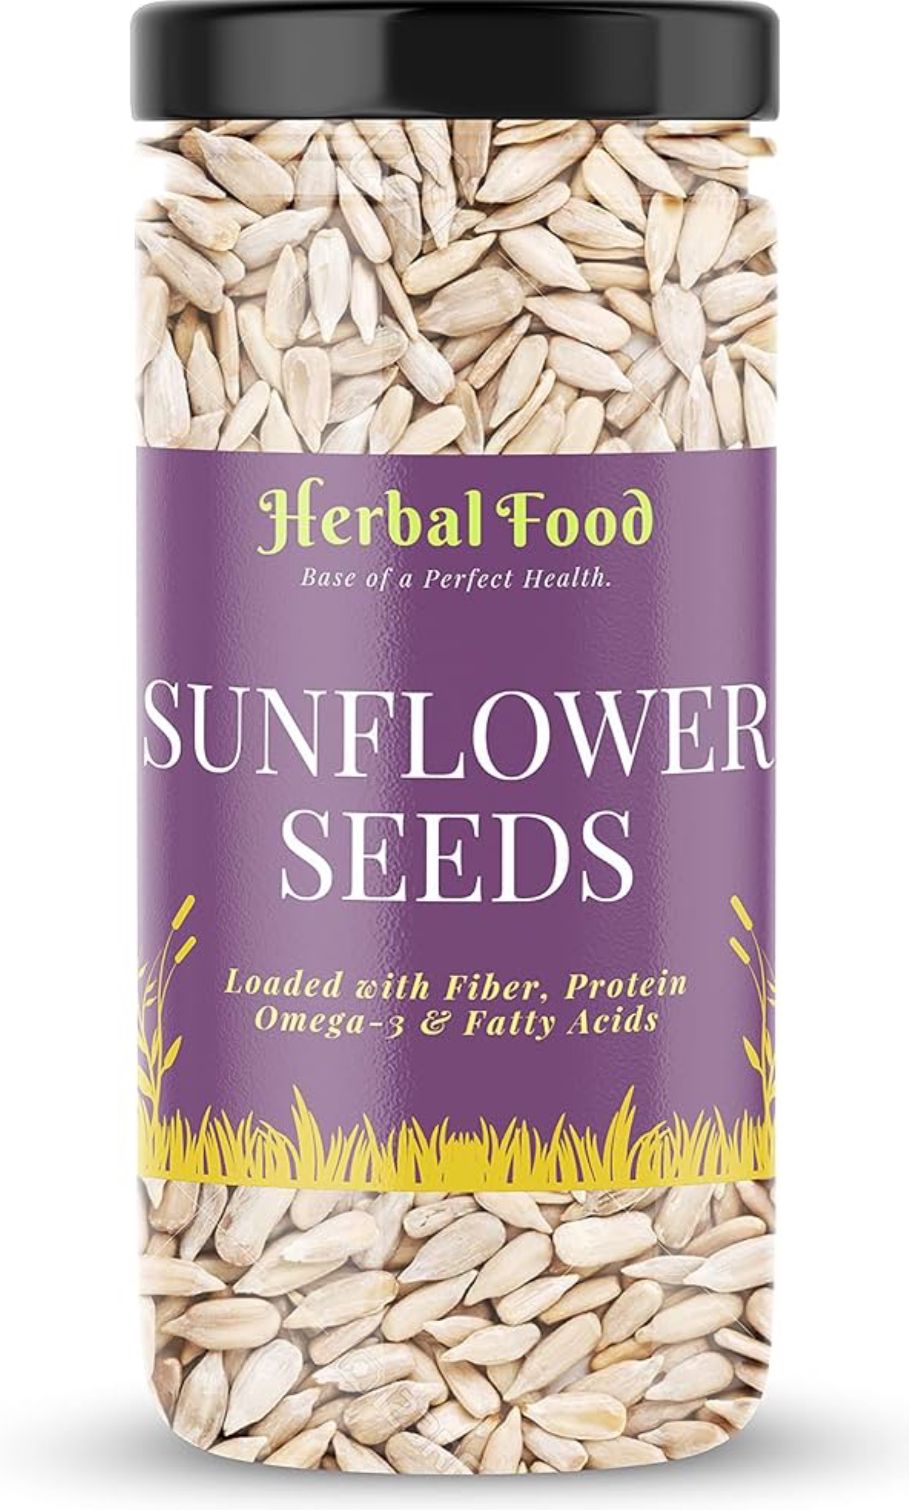 Herbal Food
Base of a Perfect Health.
SUNFLOWER
SEEDS
Loaded with Fiber, Protein
Omega-3 & Fatty Acids